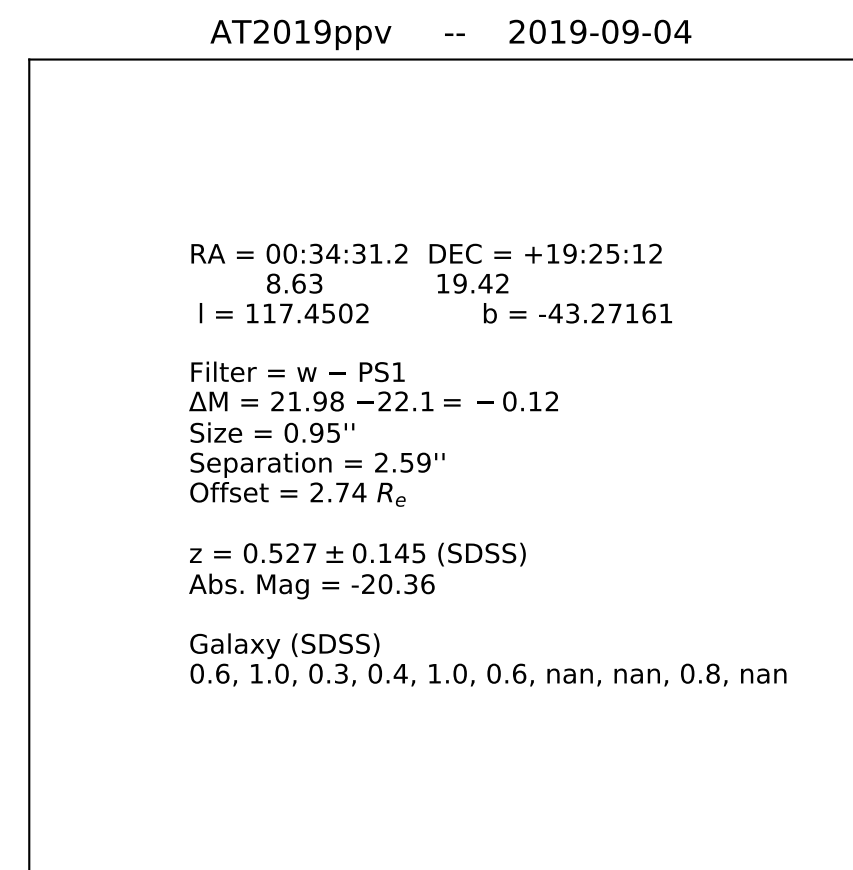 AT2019ppv -- 2019-09-04
RA = 00:34:31.2 DEC = +19:25:12
8.63 19.42
l = 117.4502 b = -43.27161
Filter = w − PS1
ΔM = 21.98 −22.1 = − 0.12
Size = 0.95''
Separation = 2.59''
Offset = 2.74 Rₑ
z = 0.527 ± 0.145 (SDSS)
Abs. Mag = -20.36
Galaxy (SDSS)
0.6, 1.0, 0.3, 0.4, 1.0, 0.6, nan, nan, 0.8, nan